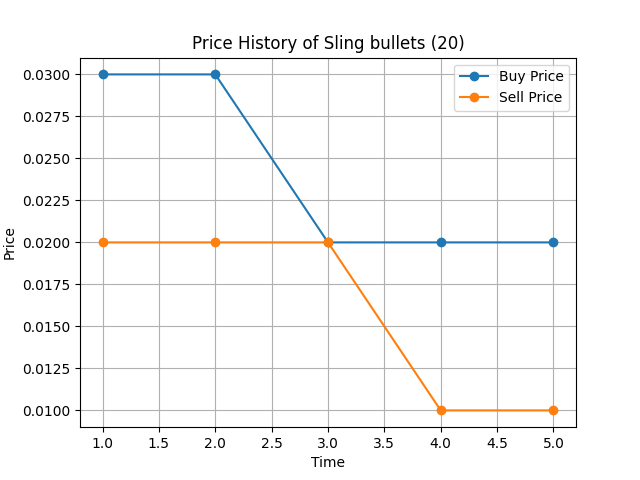 Price History of Sling bullets (20)
Buy Price
Sell Price
0.0300
0.0275
0.0250
0.0225
0.0200
0.0175
0.0150
0.0125
0.0100
Price
1.0 1.5 2.0 2.5 3.0 3.5 4.0 4.5 5.0
Time